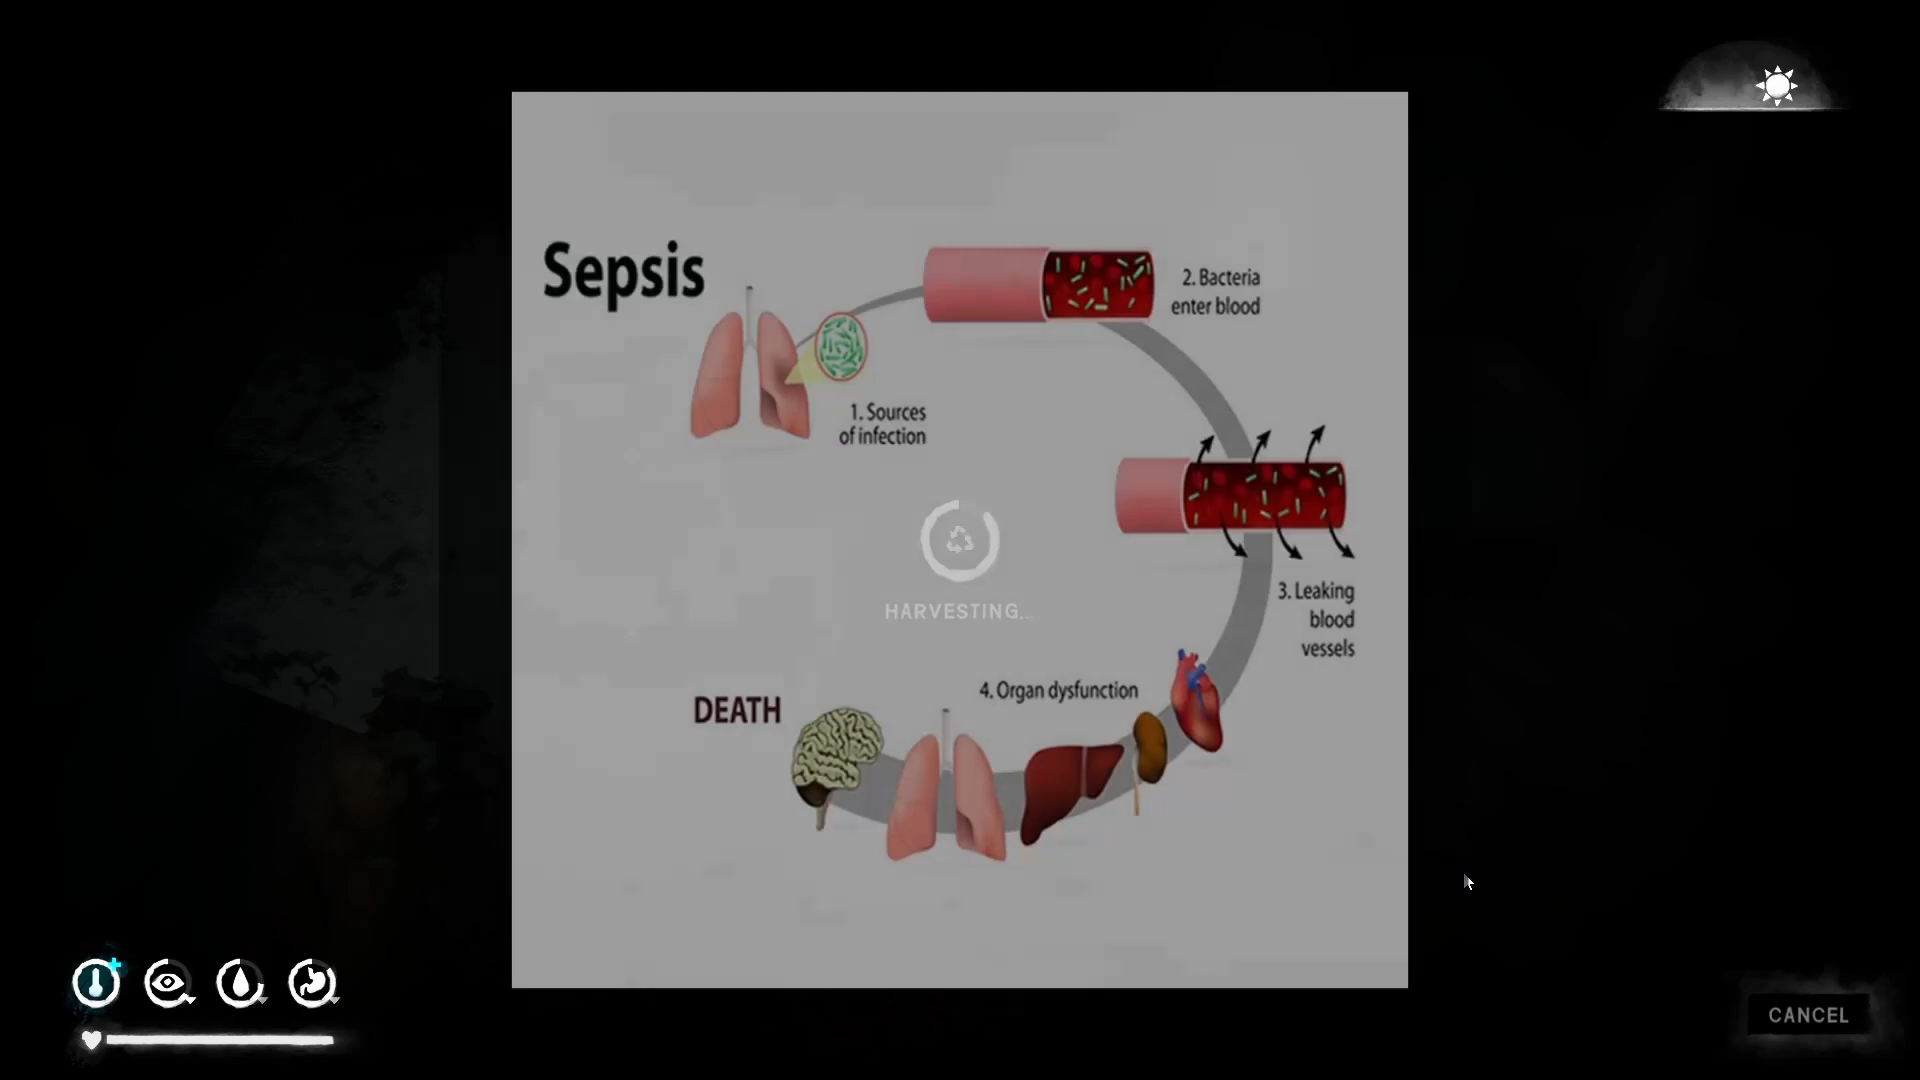 Sepsis
2. Bacteria
enter blood
1. Sources
of infection
3. Leaking
blood
vessels
HARVESTING...
4. Organ dysfunction
DEATH
CANCEL